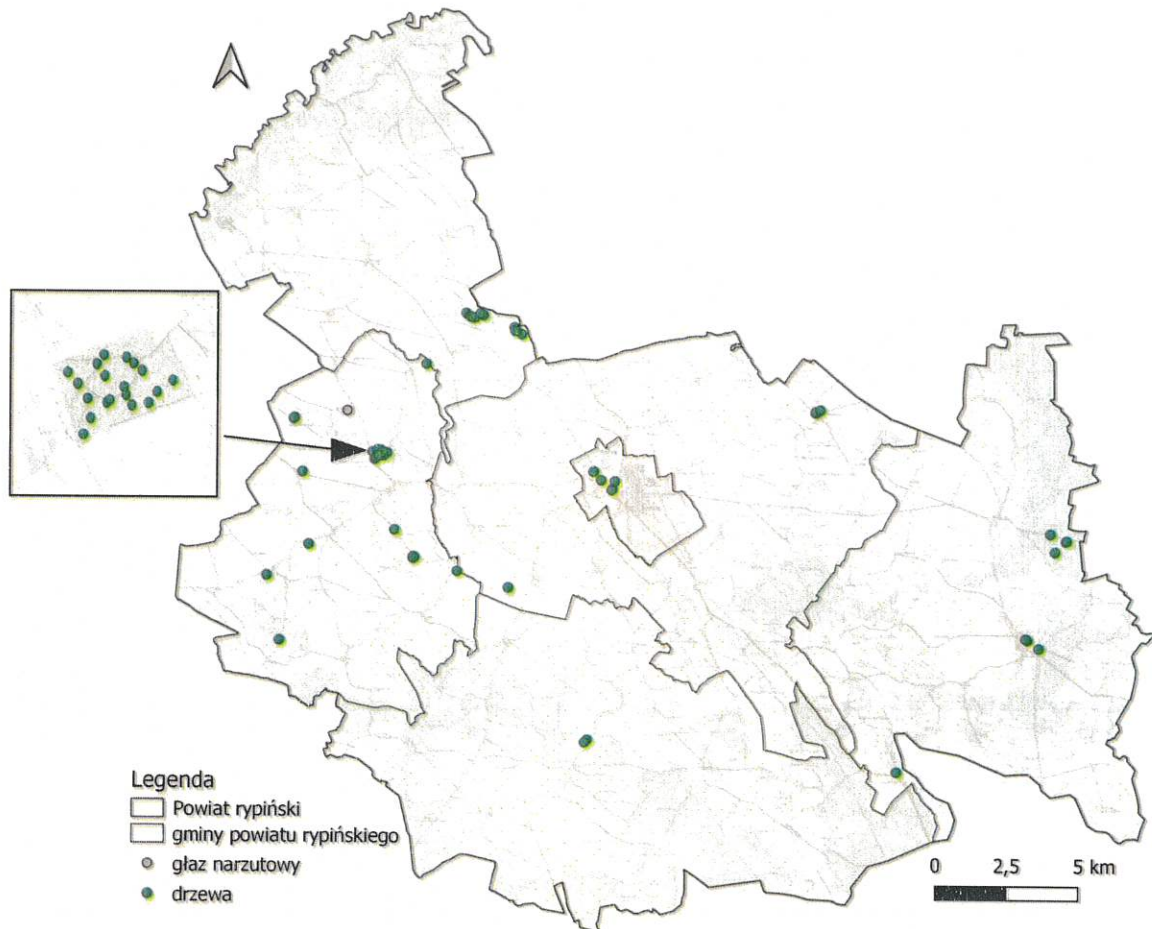 Legenda
Powiat rypiński
gminy powiatu rypińskiego
głaz narzutowy
drzewa
0 2,5 5 km